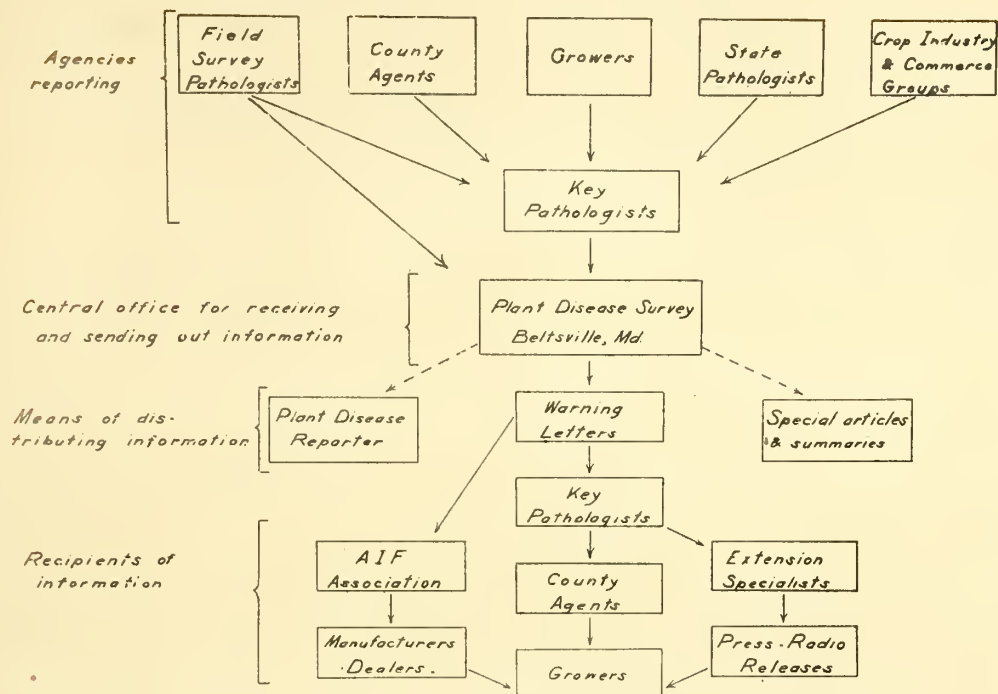 Agencies
reporting
Field
Survey
Pathologists
County
Agents
Growers
State
Pathologists
Crop Industry
& Commerce
Groups
Key
Pathologists
Central office for receiving
and sending out information
Plant Disease Survey
Beltsville, Md.
Means of dis-
tributing information
Plant Disease
Reporter
Warning
Letters
Special articles
& summaries
Key
Pathologists
Recipients of
information
AIF
Association
County
Agents
Extension
Specialists
Manufacturers
Dealers.
Growers
Press-Radio
Releases